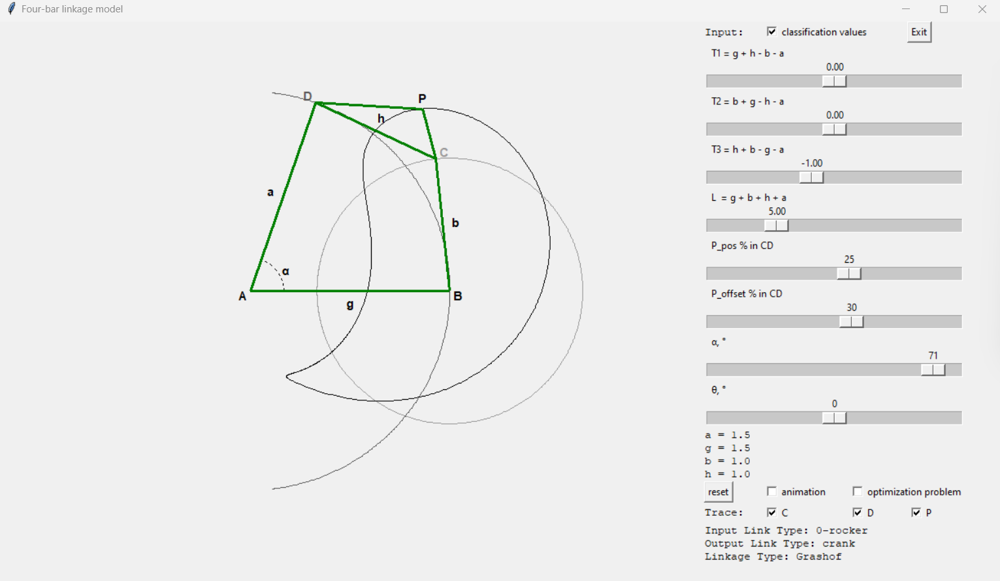 Four-bar linkage model
Input: classification values Exit
T1 = g + h - b - a
0.00
T2 = b + g - h - a
0.00
T3 = h + b - g - a
-1.00
L = g + b + h + a
5.00
P_pos % in CD
25
P_offset % in CD
30
α, °
71
θ, °
0
a = 1.5
g = 1.5
b = 1.0
h = 1.0
reset animation optimization problem
Trace: C D P
Input Link Type: 0-rocker
Output Link Type: crank
Linkage Type: Grashof
D
P
h
C
a
b
α
A
B
g